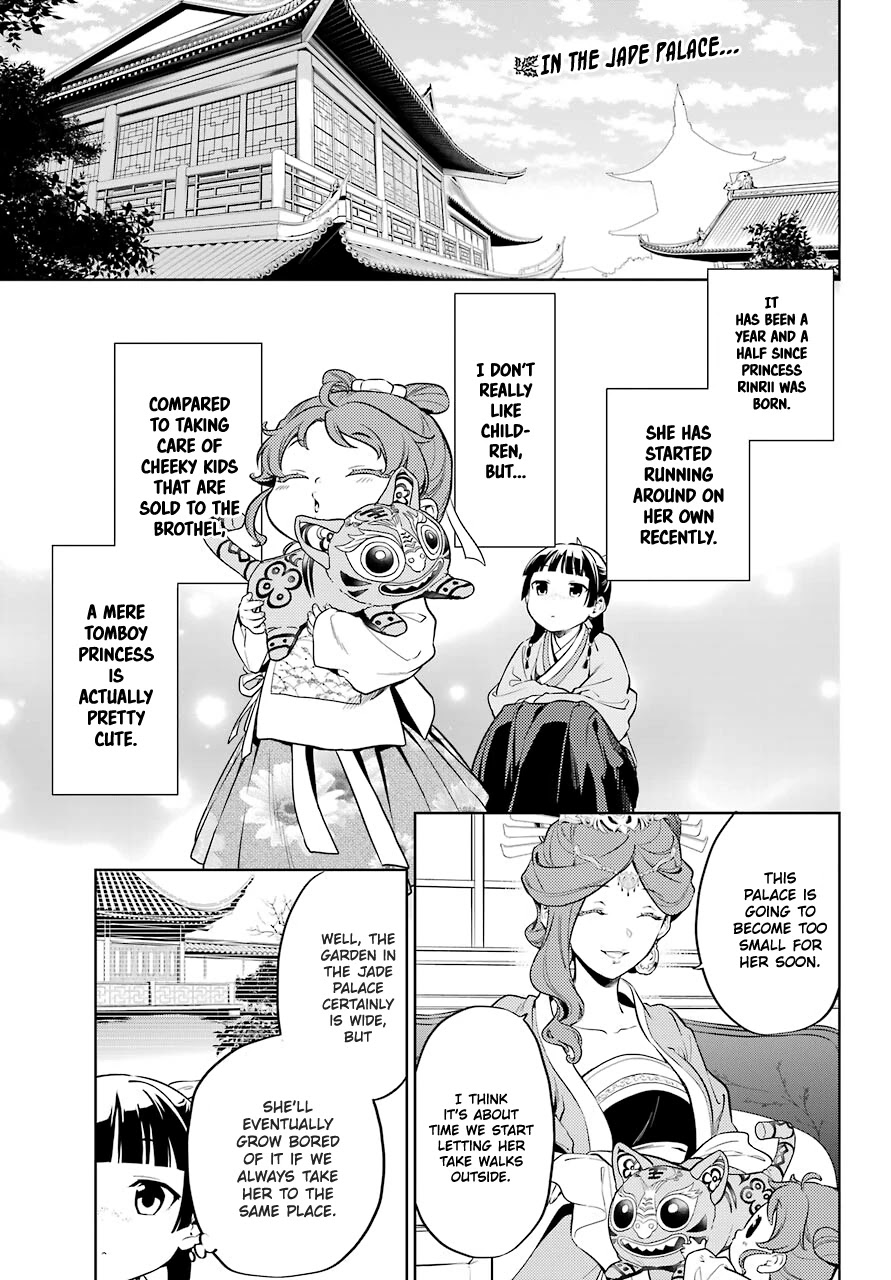 IN THE JADE PALACE...
IT
HAS BEEN A
YEAR AND A
HALF SINCE
PRINCESS
RINRII WAS
BORN.
SHE HAS
STARTED
RUNNING
AROUND ON
HER OWN
RECENTLY.
I DON'T
REALLY
LIKE
CHILD-
REN,
BUT...
COMPARED
TO TAKING
CARE OF
CHEEKY KIDS
THAT ARE
SOLD TO THE
BROTHEL,
A MERE
TOMBOY
PRINCESS
IS
ACTUALLY
PRETTY
CUTE.
THIS
PALACE IS
GOING TO
BECOME TOO
SMALL FOR
HER SOON.
I THINK
IT'S ABOUT
TIME WE START
LETTING HER
TAKE WALKS
OUTSIDE.
WELL, THE
GARDEN IN
THE JADE
PALACE
CERTAINLY
IS WIDE,
BUT
SHE'LL
EVENTUALLY
GROW BORED
OF IT IF WE
ALWAYS TAKE
HER TO THE
SAME PLACE.